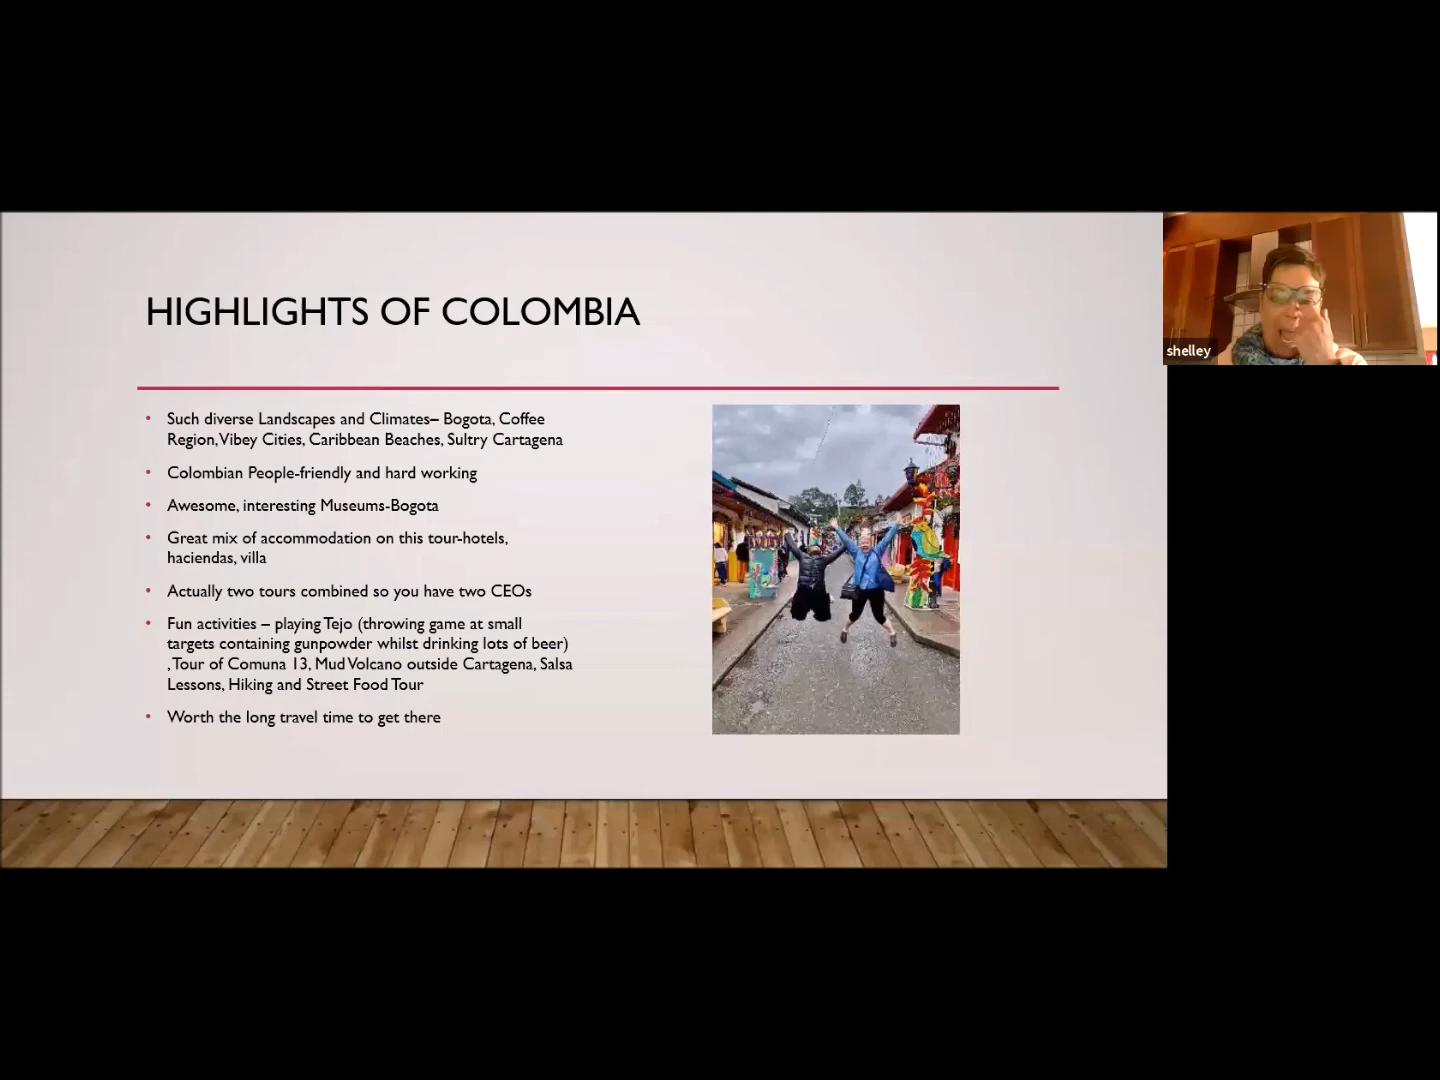 HIGHLIGHTS OF COLOMBIA
• Such diverse Landscapes and Climates– Bogota, Coffee
Region,Vibey Cities, Caribbean Beaches, Sultry Cartagena
• Colombian People-friendly and hard working
• Awesome, interesting Museums-Bogota
• Great mix of accommodation on this tour-hotels,
haciendas, villa
• Actually two tours combined so you have two CEOs
• Fun activities – playing Tejo (throwing game at small
targets containing gunpowder whilst drinking lots of beer)
,Tour of Comuna 13, Mud Volcano outside Cartagena, Salsa
Lessons, Hiking and Street Food Tour
• Worth the long travel time to get there
shelley